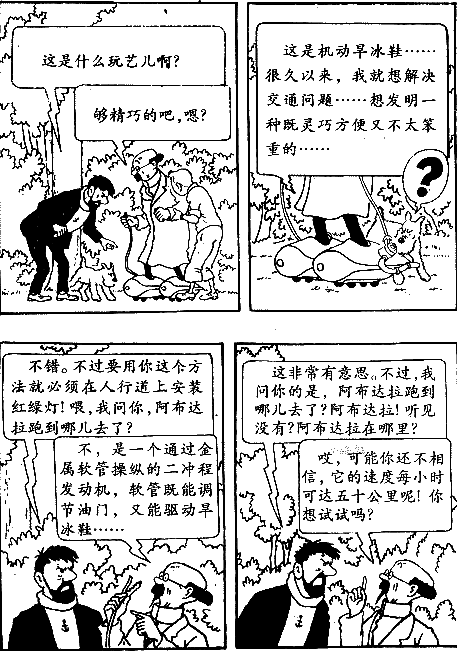 这是什么玩艺儿啊?
够精巧的吧,嗯?
这是机动旱冰鞋……
很久以来,我就想解决
交通问题……想发明一
种既灵巧方便又不太笨
重的……
?
不错。不过要用你这个方
法就必须在人行道上安装
红绿灯!喂,我问你,阿布达
拉跑到哪儿去了?
不,是一个通过金
属软管操纵的二冲程
发动机,软管既能调
节油门,又能驱动旱
冰鞋……
这非常有意思。不过,我
问你的是,阿布达拉跑到
哪儿去了?阿布达拉!听见
没有?阿布达拉在哪里?
哎,可能你还不相
信,它的速度每小时
可达五十公里呢!你
想试试吗?